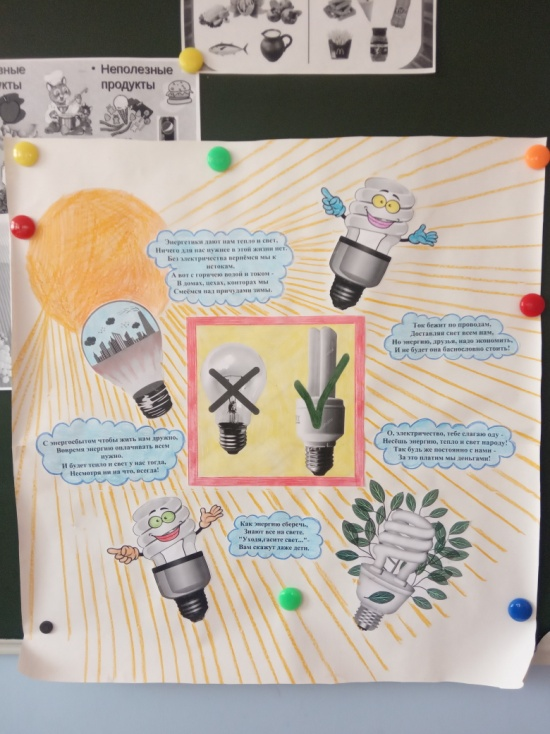 зные
кты
• Неполезные
продукты
Энергетики дают нам тепло и свет,
Ничего для нас нужнее в этой жизни нет.
Без электричества вернёмся мы к
истокам.
А вот с горячею водой и током -
В домах, цехах, конторах мы
Смеёмся над причудами зимы.
Ток бежит по проводам,
Доставляя свет всем нам,
Но энергию, друзья, надо экономить,
И не будет она баснословно стоить!
С энергосбытом чтобы жить нам дружно,
Вовремя энергию оплачивать всем
нужно.
И будет тепло и свет у нас тогда,
Несмотря ни на что, всегда!
О, электричество, тебе слагаю оду -
Несёшь энергию, тепло и свет народу!
Так будь же постоянно с нами -
За это платим мы деньгами!
Как энергию сберечь,
Знают все на свете.
"Уходя,гасите свет..."-
Вам скажут даже дети.